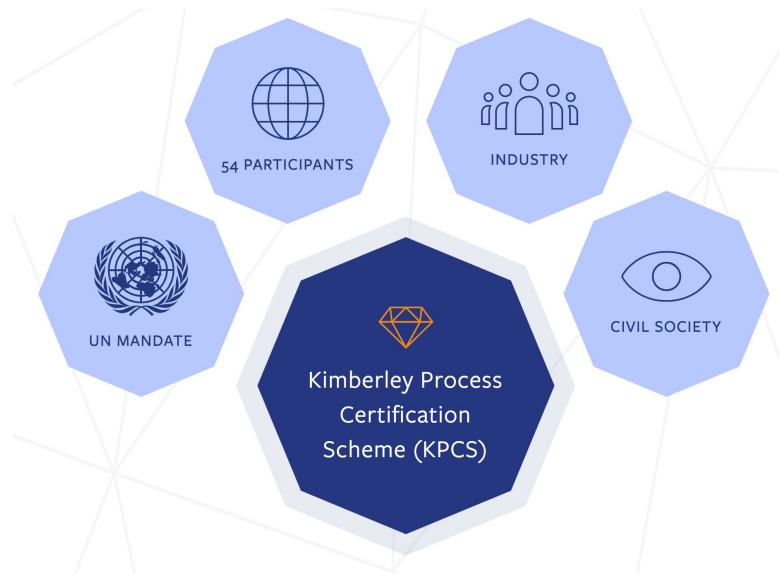 54 PARTICIPANTS
INDUSTRY
UN MANDATE
CIVIL SOCIETY
Kimberley Process
Certification
Scheme (KPCS)